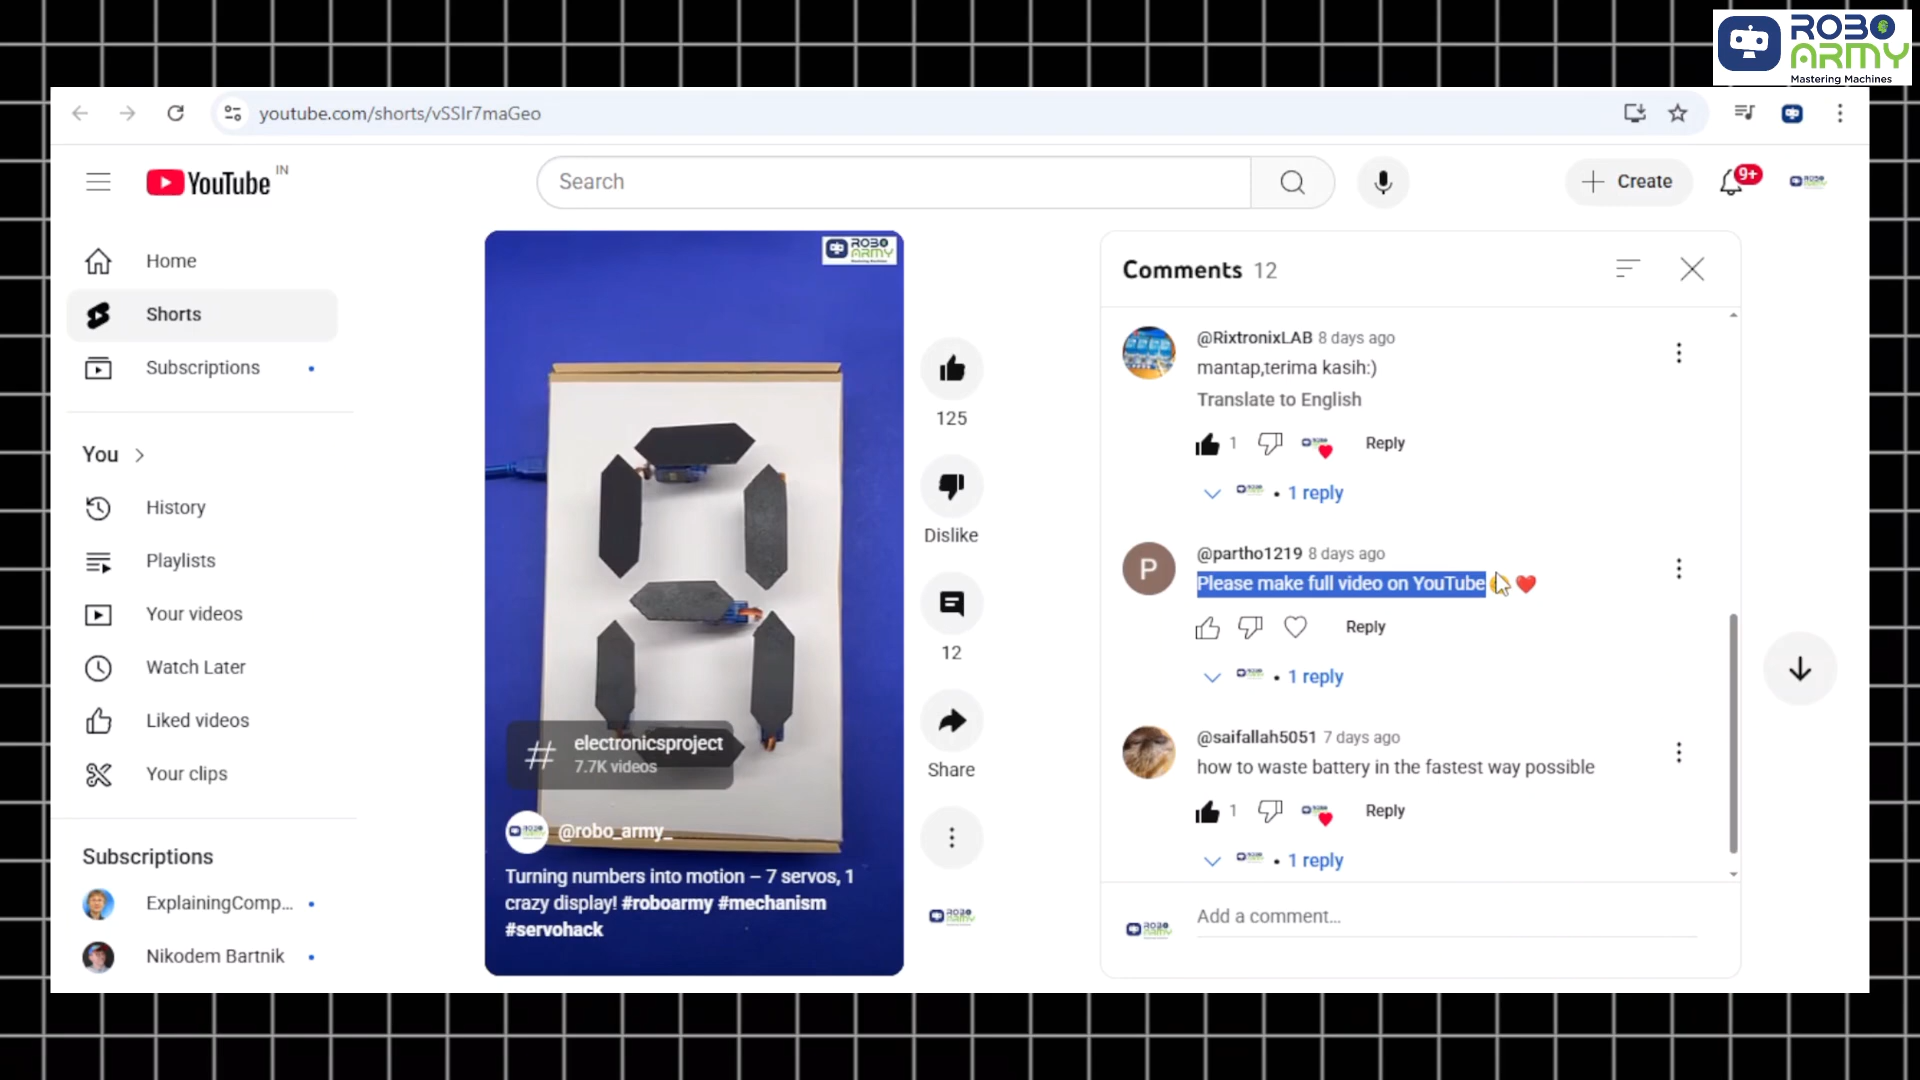 ROBO
ARMY
Mastering Machines
youtube.com/shorts/vSSIr7maGeo
YouTube IN
Search
Create
9+
Home
Shorts
Subscriptions
You
History
Playlists
Your videos
Watch Later
Liked videos
Your clips
Subscriptions
ExplainingComp...
Nikodem Bartnik
ROBO
ARMY
Mastering Machines
# electronicsproject
7.7K videos
@robo_army_
Turning numbers into motion – 7 servos, 1
crazy display! #roboarmy #mechanism
#servohack
125
Dislike
12
Share
Comments 12
@RixtronixLAB 8 days ago
mantap,terima kasih:)
Translate to English
1 Reply
• 1 reply
P
@partho1219 8 days ago
Please make full video on YouTube
Reply
• 1 reply
@saifallah5051 7 days ago
how to waste battery in the fastest way possible
1 Reply
• 1 reply
Add a comment...